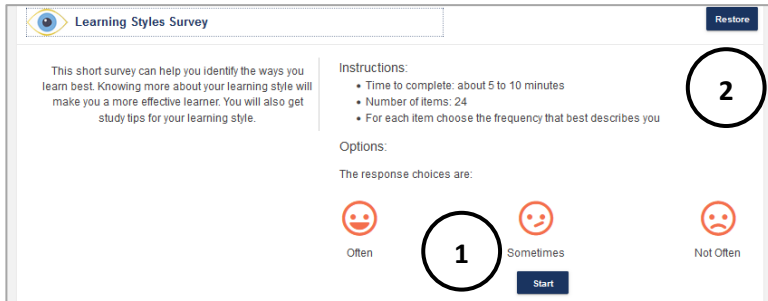 Learning Styles Survey
Restore
This short survey can help you identify the ways you
learn best. Knowing more about your learning style will
make you a more effective learner. You will also get
study tips for your learning style.
Instructions:
• Time to complete: about 5 to 10 minutes
• Number of items: 24
• For each item choose the frequency that best describes you
2
Options:
The response choices are:
Often
1
Sometimes
Not Often
Start